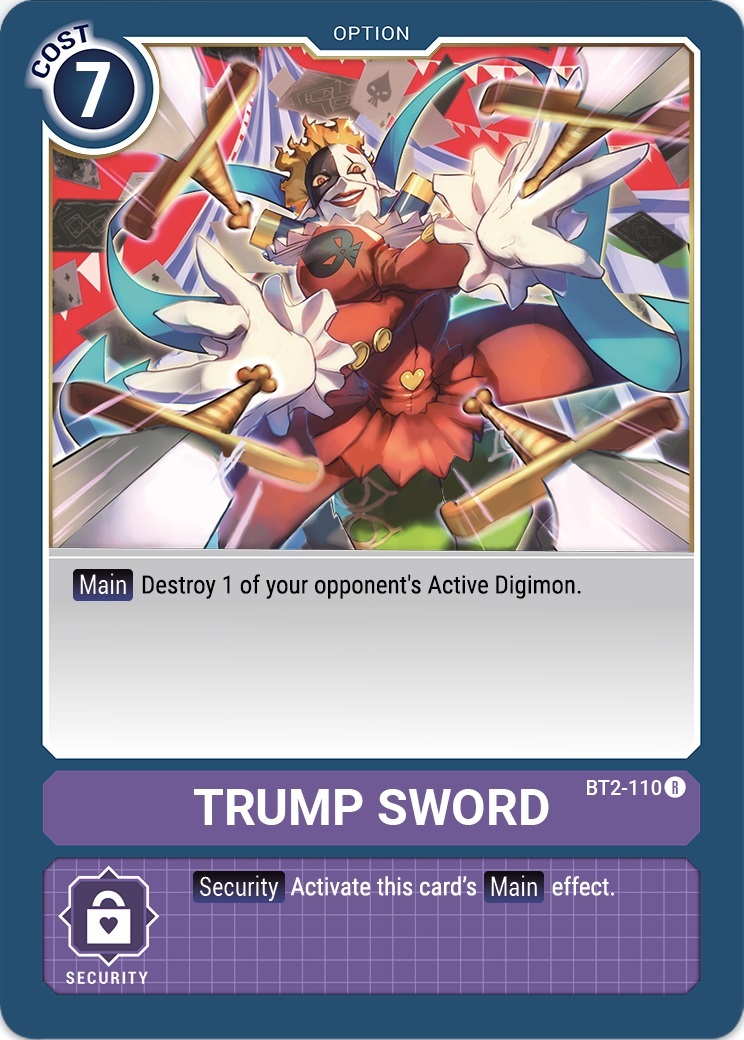 OPTION
COST
7
Main Destroy 1 of your opponent's Active Digimon.
BT2-110 R
TRUMP SWORD
Security Activate this card's Main effect.
SECURITY